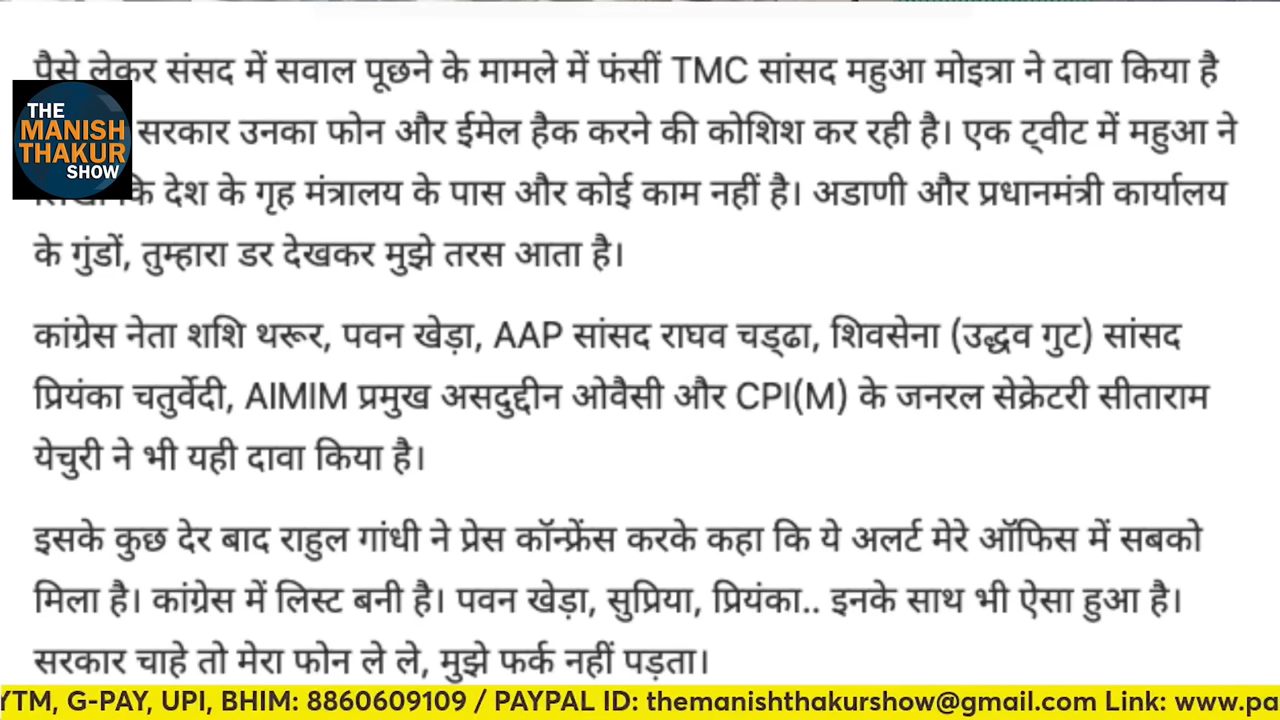 पैसे लेकर संसद में सवाल पूछने के मामले में फंसीं TMC सांसद महुआ मोइत्रा ने दावा किया है
सरकार उनका फोन और ईमेल हैक करने की कोशिश कर रही है। एक ट्वीट में महुआ ने
कि देश के गृह मंत्रालय के पास और कोई काम नहीं है। अडाणी और प्रधानमंत्री कार्यालय
के गुंडों, तुम्हारा डर देखकर मुझे तरस आता है।
THE
MANISH
THAKUR
SHOW
कांग्रेस नेता शशि थरूर, पवन खेड़ा, AAP सांसद राघव चड्ढा, शिवसेना (उद्धव गुट) सांसद
प्रियंका चतुर्वेदी, AIMIM प्रमुख असदुद्दीन ओवैसी और CPI(M) के जनरल सेक्रेटरी सीताराम
येचुरी ने भी यही दावा किया है।
इसके कुछ देर बाद राहुल गांधी ने प्रेस कॉन्फ्रेंस करके कहा कि ये अलर्ट मेरे ऑफिस में सबको
मिला है। कांग्रेस में लिस्ट बनी है। पवन खेड़ा, सुप्रिया, प्रियंका.. इनके साथ भी ऐसा हुआ है।
सरकार चाहे तो मेरा फोन ले ले, मुझे फर्क नहीं पड़ता।
YTM, G-PAY, UPI, BHIM: 8860609109 / PAYPAL ID: themanishthakurshow@gmail.com Link: www.pa